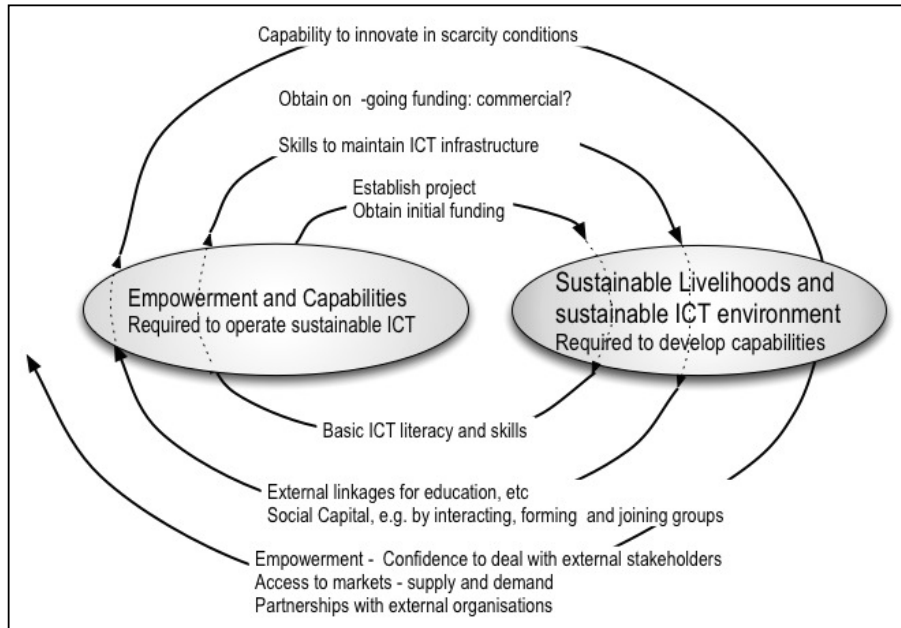 Capability to innovate in scarcity conditions
Obtain on -going funding: commercial?
Skills to maintain ICT infrastructure
Establish project
Obtain initial funding
Empowerment and Capabilities
Required to operate sustainable ICT
Sustainable Livelihoods and
sustainable ICT environment
Required to develop capabilities
Basic ICT literacy and skills
External linkages for education, etc
Social Capital, e.g. by interacting, forming and joining groups
Empowerment - Confidence to deal with external stakeholders
Access to markets - supply and demand
Partnerships with external organisations